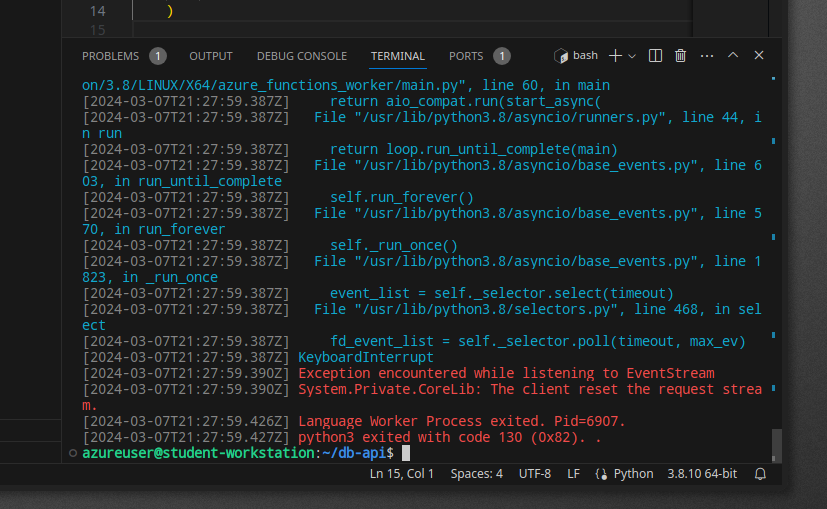 14 )
15
PROBLEMS 1 OUTPUT DEBUG CONSOLE TERMINAL PORTS 1 bash
on/3.8/LINUX/X64/azure_functions_worker/main.py", line 60, in main
[2024-03-07T21:27:59.387Z]     return aio_compat.run(start_async(
[2024-03-07T21:27:59.387Z]   File "/usr/lib/python3.8/asyncio/runners.py", line 44, i
n run
[2024-03-07T21:27:59.387Z]     return loop.run_until_complete(main)
[2024-03-07T21:27:59.387Z]   File "/usr/lib/python3.8/asyncio/base_events.py", line 6
03, in run_until_complete
[2024-03-07T21:27:59.387Z]     self.run_forever()
[2024-03-07T21:27:59.387Z]   File "/usr/lib/python3.8/asyncio/base_events.py", line 5
70, in run_forever
[2024-03-07T21:27:59.387Z]     self._run_once()
[2024-03-07T21:27:59.387Z]   File "/usr/lib/python3.8/asyncio/base_events.py", line 1
823, in _run_once
[2024-03-07T21:27:59.387Z]     event_list = self._selector.select(timeout)
[2024-03-07T21:27:59.387Z]   File "/usr/lib/python3.8/selectors.py", line 468, in sel
ect
[2024-03-07T21:27:59.387Z]     fd_event_list = self._selector.poll(timeout, max_ev)
[2024-03-07T21:27:59.387Z] KeyboardInterrupt
[2024-03-07T21:27:59.390Z] Exception encountered while listening to EventStream
[2024-03-07T21:27:59.390Z] System.Private.CoreLib: The client reset the request strea
m.
[2024-03-07T21:27:59.426Z] Language Worker Process exited. Pid=6907.
[2024-03-07T21:27:59.427Z] python3 exited with code 130 (0x82). .
azureuser@student-workstation:~/db-api$
Ln 15, Col 1 Spaces: 4 UTF-8 LF Python 3.8.10 64-bit